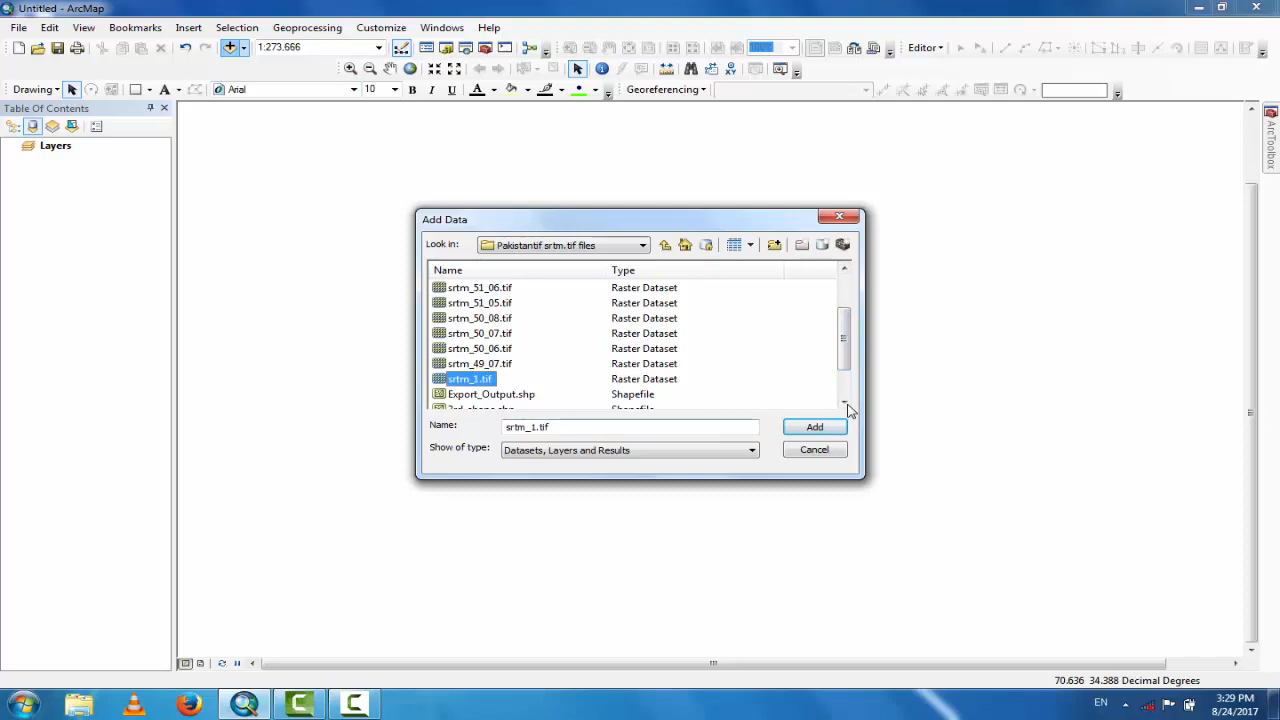 Untitled - ArcMap
File Edit View Bookmarks Insert Selection Geoprocessing Customize Windows Help
1:273,666 Editor
Drawing A Arial 10 B I U A Georeferencing
Table Of Contents
Layers
ArcToolbox
Add Data
Look in: Pakistantif srtm.tif files
Name Type
srtm_51_06.tif Raster Dataset
srtm_51_05.tif Raster Dataset
srtm_50_08.tif Raster Dataset
srtm_50_07.tif Raster Dataset
srtm_50_06.tif Raster Dataset
srtm_49_07.tif Raster Dataset
srtm_1.tif Raster Dataset
Export_Output.shp Shapefile
Name: srtm_1.tif Add
Show of type: Datasets, Layers and Results Cancel
70.636 34.388 Decimal Degrees
EN 3:29 PM
8/24/2017